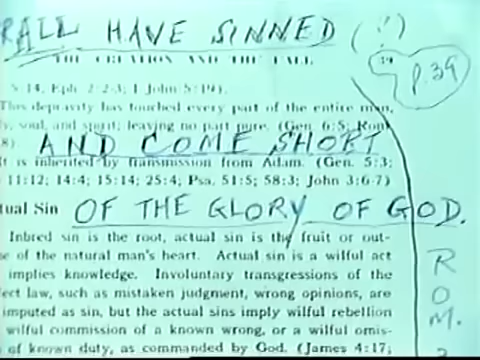 RALL HAVE SINNED (!)
THE CREATION AND THE FALL 19
p.39
5:14, Eph 2:2-3; I John 5:19).
This depravity has touched every part of the entire man,
y, soul, and spirit; leaving no part pure. (Gen. 6:5; Rom
8)
AND COME SHORT
It is inherited by transmission from Adam. (Gen. 5:3;
11:12; 14:4; 15:14; 25:4; Psa. 51:5; 58:3; John 3:6-7)
tual Sin OF THE GLORY OF GOD.
Inbred sin is the root, actual sin is the fruit or out-
e of the natural man's heart. Actual sin is a wilful act
implies knowledge. Involuntary transgressions of the
ect law, such as mistaken judgment, wrong opinions, are
imputed as sin, but the actual sins imply wilful rebellion
wilful commission of a known wrong, or a wilful omis-
of known duty, as commanded by God. (James 4:17;
ROM.